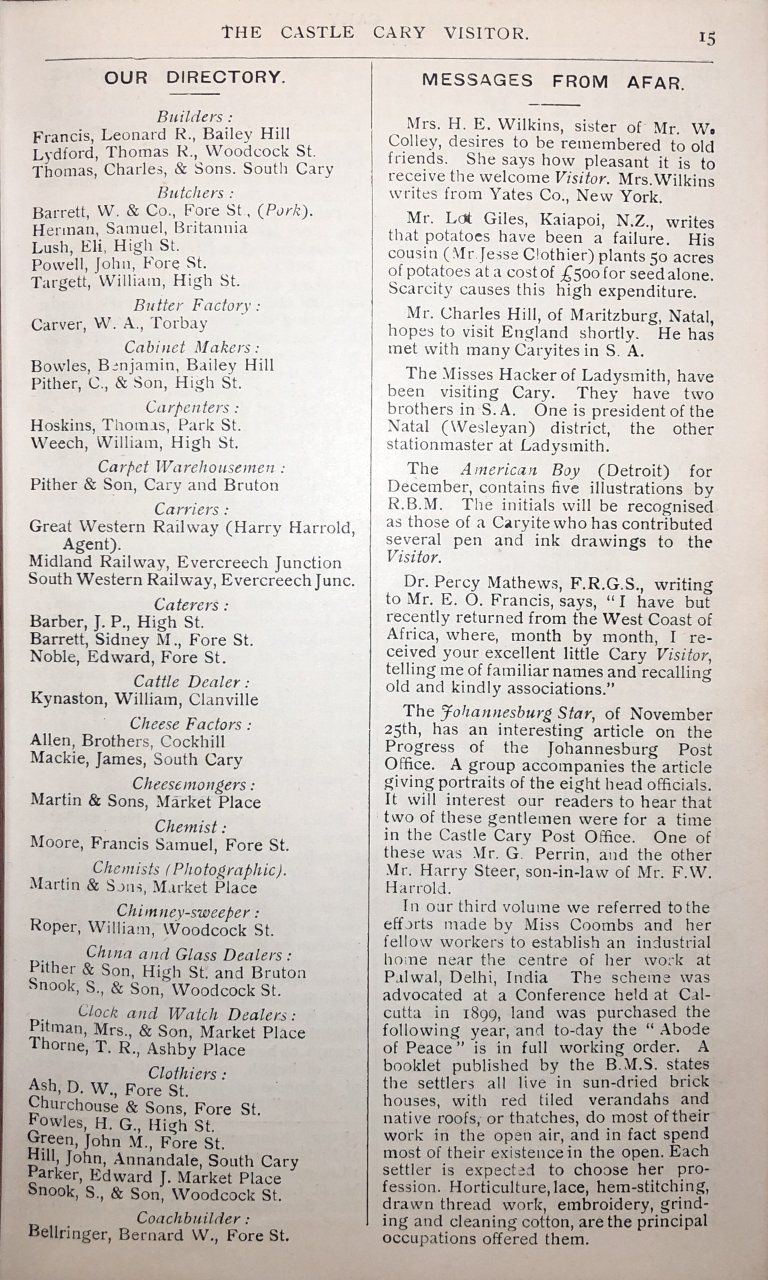 THE CASTLE CARY VISITOR.
15
OUR DIRECTORY.
Builders :
Francis, Leonard R., Bailey Hill
Lydford, Thomas R., Woodcock St.
Thomas, Charles, & Sons. South Cary
Butchers :
Barrett, W. & Co., Fore St., (Pork).
Herman, Samuel, Britannia
Lush, Eli, High St.
Powell, John, Fore St.
Targett, William, High St.
Butter Factory :
Carver, W. A., Torbay
Cabinet Makers :
Bowles, Benjamin, Bailey Hill
Pither, C., & Son, High St.
Carpenters :
Hoskins, Thomas, Park St.
Weech, William, High St.
Carpet Warehousemen :
Pither & Son, Cary and Bruton
Carriers :
Great Western Railway (Harry Harrold,
Agent).
Midland Railway, Evercreech Junction
South Western Railway, Evercreech Junc.
Caterers :
Barber, J. P., High St.
Barrett, Sidney M., Fore St.
Noble, Edward, Fore St.
Cattle Dealer :
Kynaston, William, Clanville
Cheese Factors :
Allen, Brothers, Cockhill
Mackie, James, South Cary
Cheesemongers :
Martin & Sons, Market Place
Chemist :
Moore, Francis Samuel, Fore St.
Chemists (Photographic).
Martin & Sons, Market Place
Chimney-sweeper :
Roper, William, Woodcock St.
China and Glass Dealers :
Pither & Son, High St. and Bruton
Snook, S., & Son, Woodcock St.
Clock and Watch Dealers :
Pitman, Mrs., & Son, Market Place
Thorne, T. R., Ashby Place
Clothiers :
Ash, D. W., Fore St.
Churchouse & Sons, Fore St.
Fowles, H. G., High St.
Green, John M., Fore St.
Hill, John, Annandale, South Cary
Parker, Edward J. Market Place
Snook, S., & Son, Woodcock St.
Coachbuilder :
Bellringer, Bernard W., Fore St.
MESSAGES FROM AFAR.
Mrs. H. E. Wilkins, sister of Mr. W.
Colley, desires to be remembered to old
friends. She says how pleasant it is to
receive the welcome Visitor. Mrs. Wilkins
writes from Yates Co., New York.
Mr. Lot Giles, Kaiapoi, N.Z., writes
that potatoes have been a failure. His
cousin (Mr. Jesse Clothier) plants 50 acres
of potatoes at a cost of £500 for seed alone.
Scarcity causes this high expenditure.
Mr. Charles Hill, of Maritzburg, Natal,
hopes to visit England shortly. He has
met with many Caryites in S. A.
The Misses Hacker of Ladysmith, have
been visiting Cary. They have two
brothers in S.A. One is president of the
Natal (Wesleyan) district, the other
stationmaster at Ladysmith.
The American Boy (Detroit) for
December, contains five illustrations by
R.B.M. The initials will be recognised
as those of a Caryite who has contributed
several pen and ink drawings to the
Visitor.
Dr. Percy Mathews, F.R.G.S., writing
to Mr. E. O. Francis, says, “I have but
recently returned from the West Coast of
Africa, where, month by month, I re-
ceived your excellent little Cary Visitor,
telling me of familiar names and recalling
old and kindly associations.”
The Johannesburg Star, of November
25th, has an interesting article on the
Progress of the Johannesburg Post
Office. A group accompanies the article
giving portraits of the eight head officials.
It will interest our readers to hear that
two of these gentlemen were for a time
in the Castle Cary Post Office. One of
these was Mr. G. Perrin, and the other
Mr. Harry Steer, son-in-law of Mr. F.W.
Harrold.
In our third volume we referred to the
efforts made by Miss Coombs and her
fellow workers to establish an industrial
home near the centre of her work at
Palwal, Delhi, India The scheme was
advocated at a Conference held at Cal-
cutta in 1899, land was purchased the
following year, and to-day the “Abode
of Peace” is in full working order. A
booklet published by the B.M.S. states
the settlers all live in sun-dried brick
houses, with red tiled verandahs and
native roofs, or thatches, do most of their
work in the open air, and in fact spend
most of their existence in the open. Each
settler is expected to choose her pro-
fession. Horticulture, lace, hem-stitching,
drawn thread work, embroidery, grind-
ing and cleaning cotton, are the principal
occupations offered them.